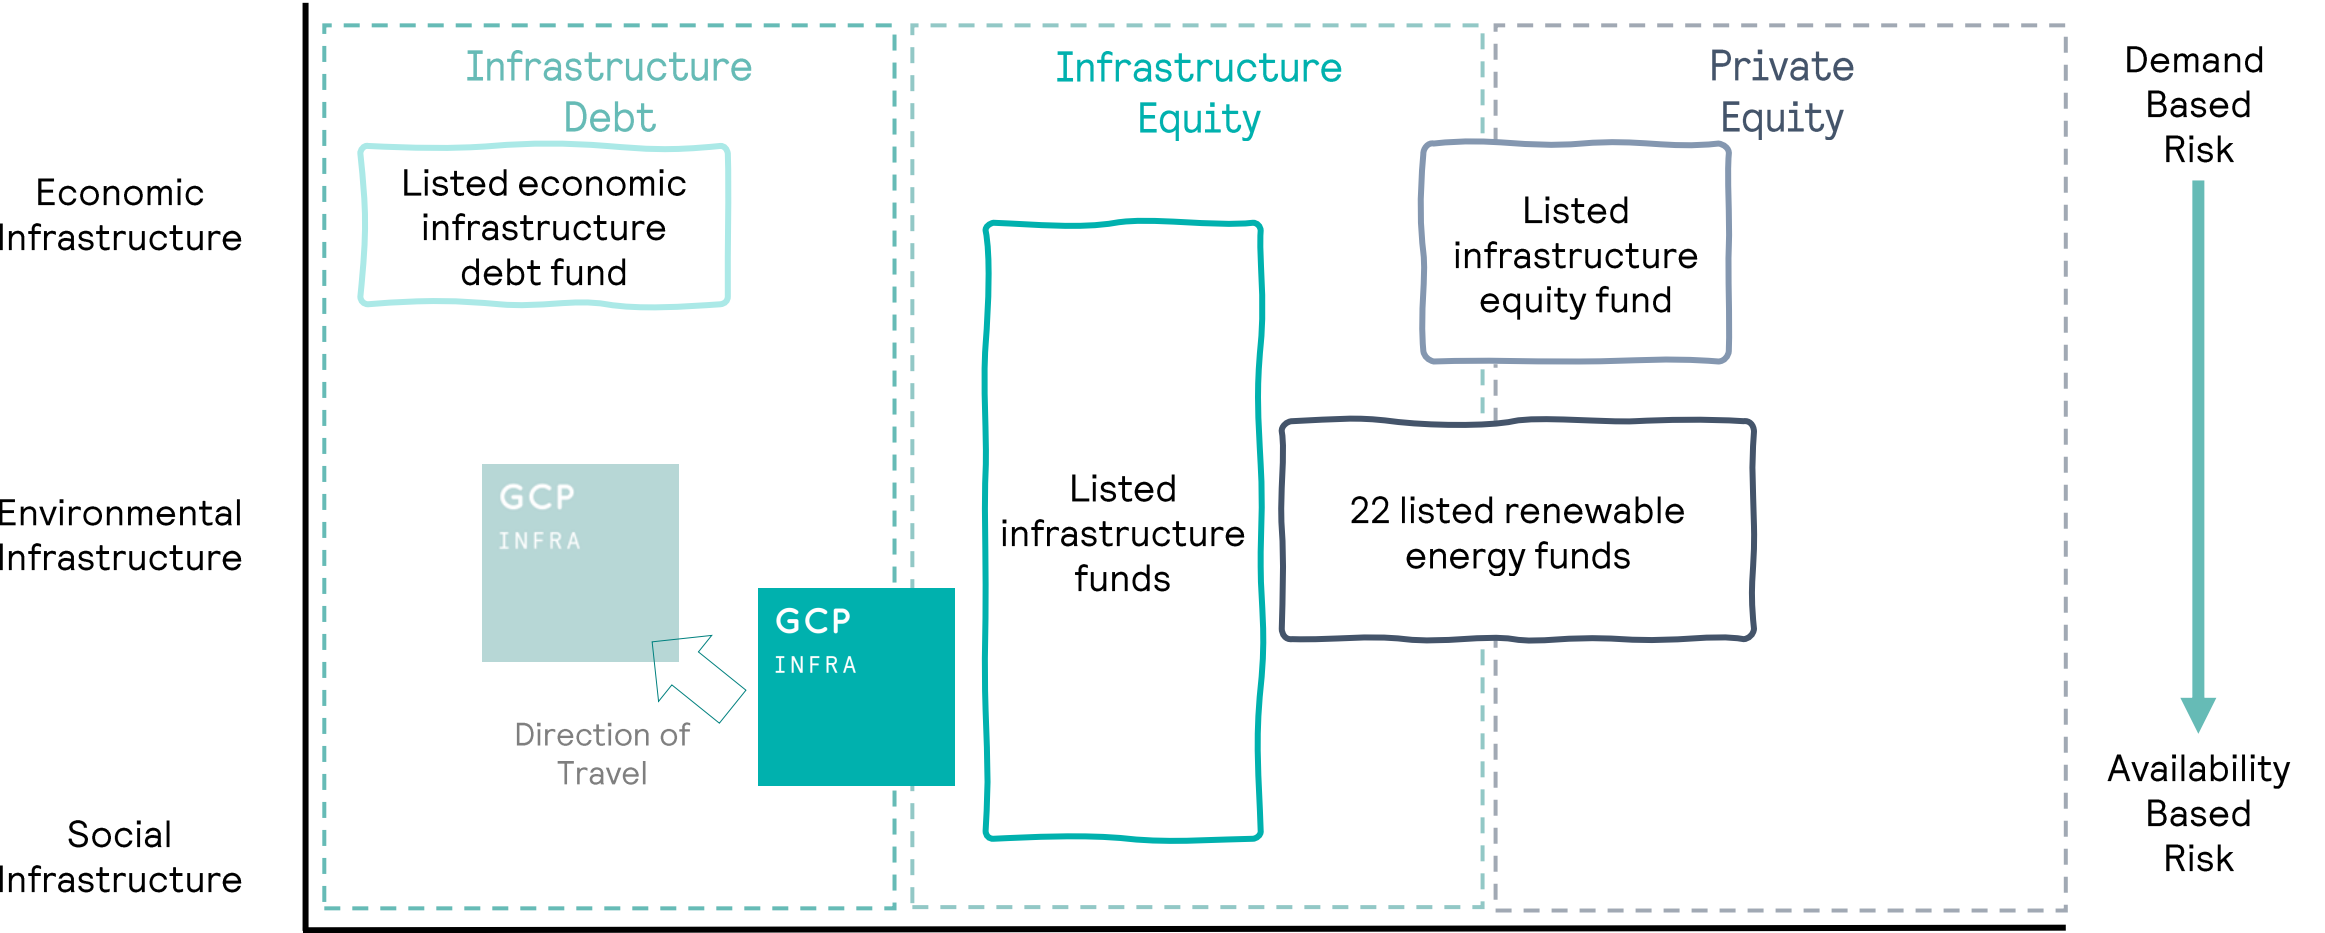 Infrastructure
Debt
Infrastructure
Equity
Private
Equity
Demand
Based
Risk
Economic
Infrastructure
Listed economic
infrastructure
debt fund
Listed
infrastructure
equity fund
Environmental
Infrastructure
GCP
INFRA
GCP
INFRA
Listed
infrastructure
funds
22 listed renewable
energy funds
Direction of
Travel
Social
Infrastructure
Availability
Based
Risk